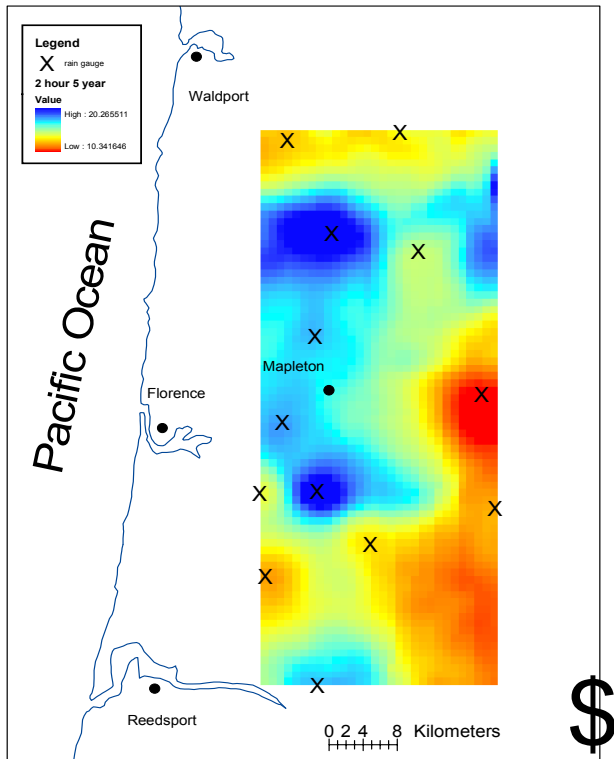 Legend
X rain gauge
2 hour 5 year
Value
High : 20.265511
Low : 10.341646
Waldport
X X
X
X
X
Mapleton
X
Pacific Ocean
Florence
X
X X
X
X
X
X
Reedsport
0 2 4 8 Kilometers
$